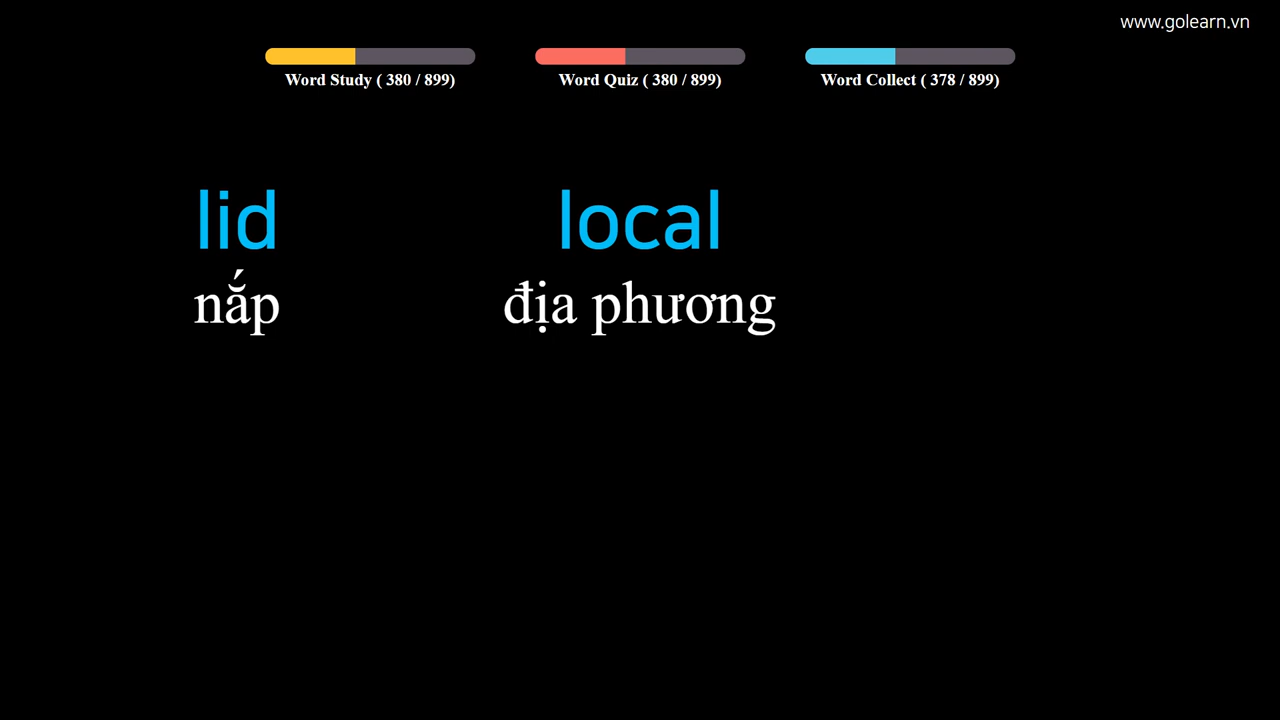 www.golearn.vn
Word Study ( 380 / 899)
Word Quiz ( 380 / 899)
Word Collect ( 378 / 899)
lid
nắp
local
địa phương